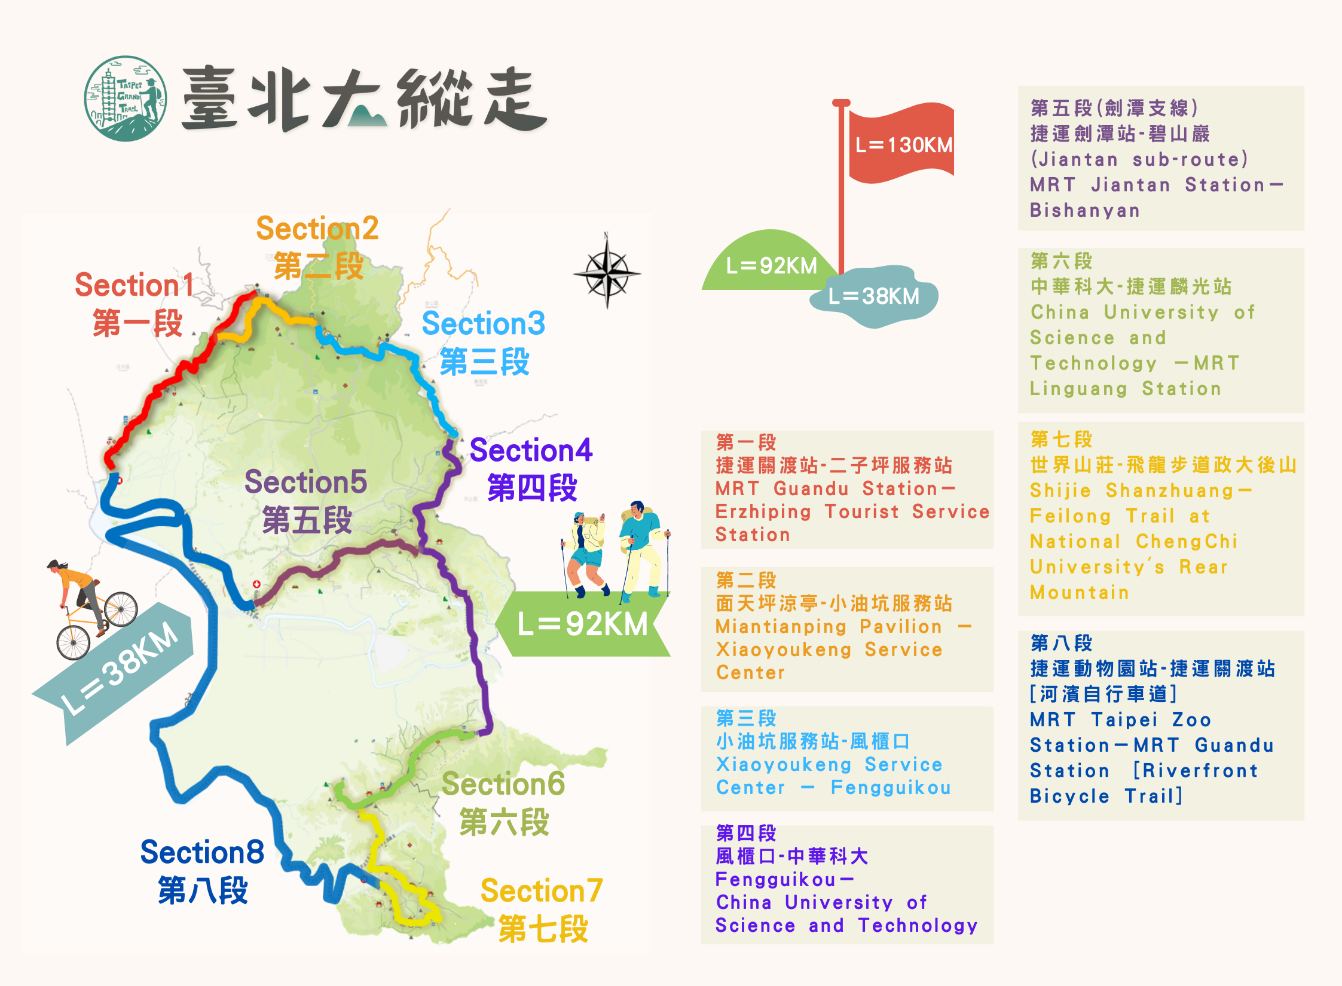 TAIPEI
GRAND
TRAIL
臺北大縱走
Section1
第一段
Section2
第二段
Section3
第三段
Section4
第四段
Section5
第五段
Section6
第六段
Section7
第七段
Section8
第八段
N
L=92KM
L=38KM
L=130KM
L=92KM
L=38KM
第一段
捷運關渡站-二子坪服務站
MRT Guandu Station—
Erzhiping Tourist Service
Station
第二段
面天坪涼亭-小油坑服務站
Miantianping Pavilion —
Xiaoyoukeng Service
Center
第三段
小油坑服務站-風櫃口
Xiaoyoukeng Service
Center — Fengguikou
第四段
風櫃口-中華科大
Fengguikou—
China University of
Science and Technology
第五段(劍潭支線)
捷運劍潭站-碧山巖
(Jiantan sub-route)
MRT Jiantan Station—
Bishanyan
第六段
中華科大-捷運麟光站
China University of
Science and
Technology —MRT
Linguang Station
第七段
世界山莊-飛龍步道政大後山
Shijie Shanzhuang—
Feilong Trail at
National ChengChi
University's Rear
Mountain
第八段
捷運動物園站-捷運關渡站
[河濱自行車道]
MRT Taipei Zoo
Station—MRT Guandu
Station [Riverfront
Bicycle Trail]